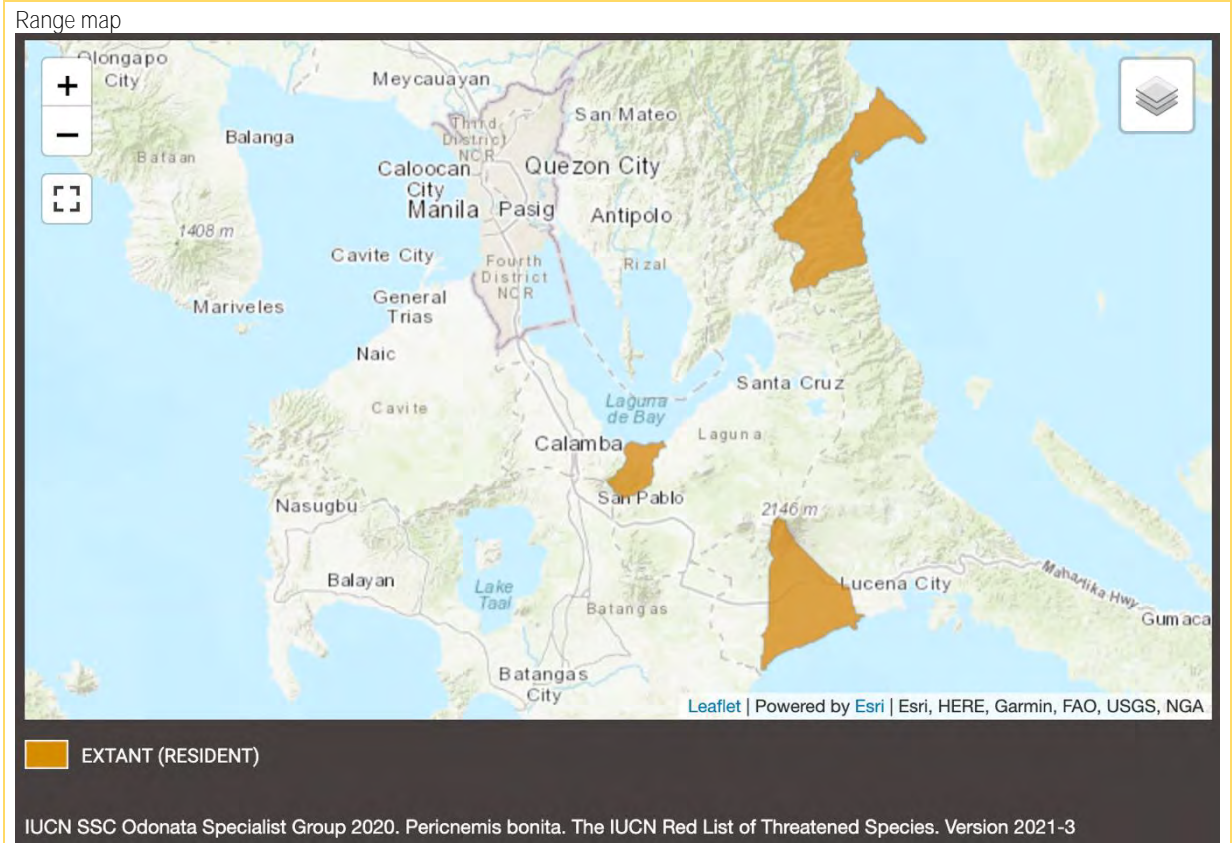 Range map
+
−
Olongapo
City
Meycauayan
Balanga
Bataan
Third
District
NCR
San Mateo
Caloocan
City
Quezon City
Manila
Pasig
Antipolo
1408 m
Cavite City
Fourth
District
NCR
Rizal
Mariveles
General
Trias
Naic
Cavite
Laguna
de Bay
Santa Cruz
Calamba
Laguna
San Pablo
Nasugbu
2146 m
Balayan
Lake
Taal
Batangas
Lucena City
Maharlika Hwy
Gumaca
Batangas
City
Leaflet | Powered by Esri | Esri, HERE, Garmin, FAO, USGS, NGA
EXTANT (RESIDENT)
IUCN SSC Odonata Specialist Group 2020. Pericnemis bonita. The IUCN Red List of Threatened Species. Version 2021-3